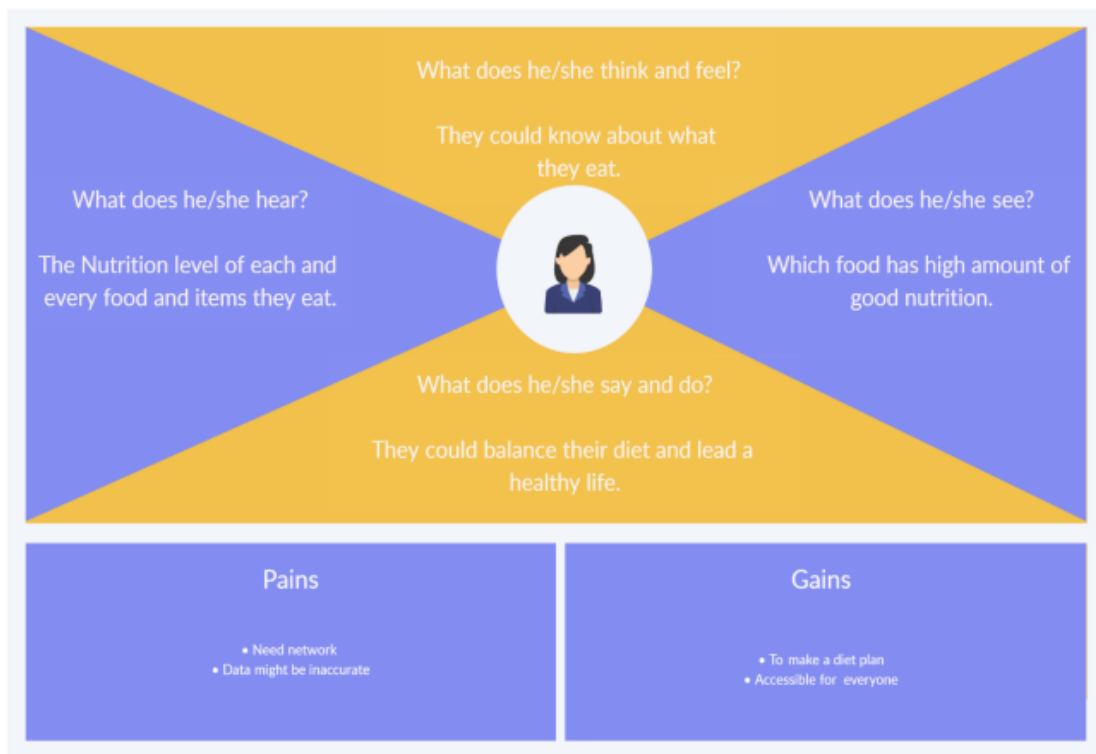 What does he/she think and feel?
They could know about what
they eat.
What does he/she hear?
The Nutrition level of each and
every food and items they eat.
What does he/she see?
Which food has high amount of
good nutrition.
What does he/she say and do?
They could balance their diet and lead a
healthy life.
Pains
• Need network
• Data might be inaccurate
Gains
• To make a diet plan
• Accessible for everyone